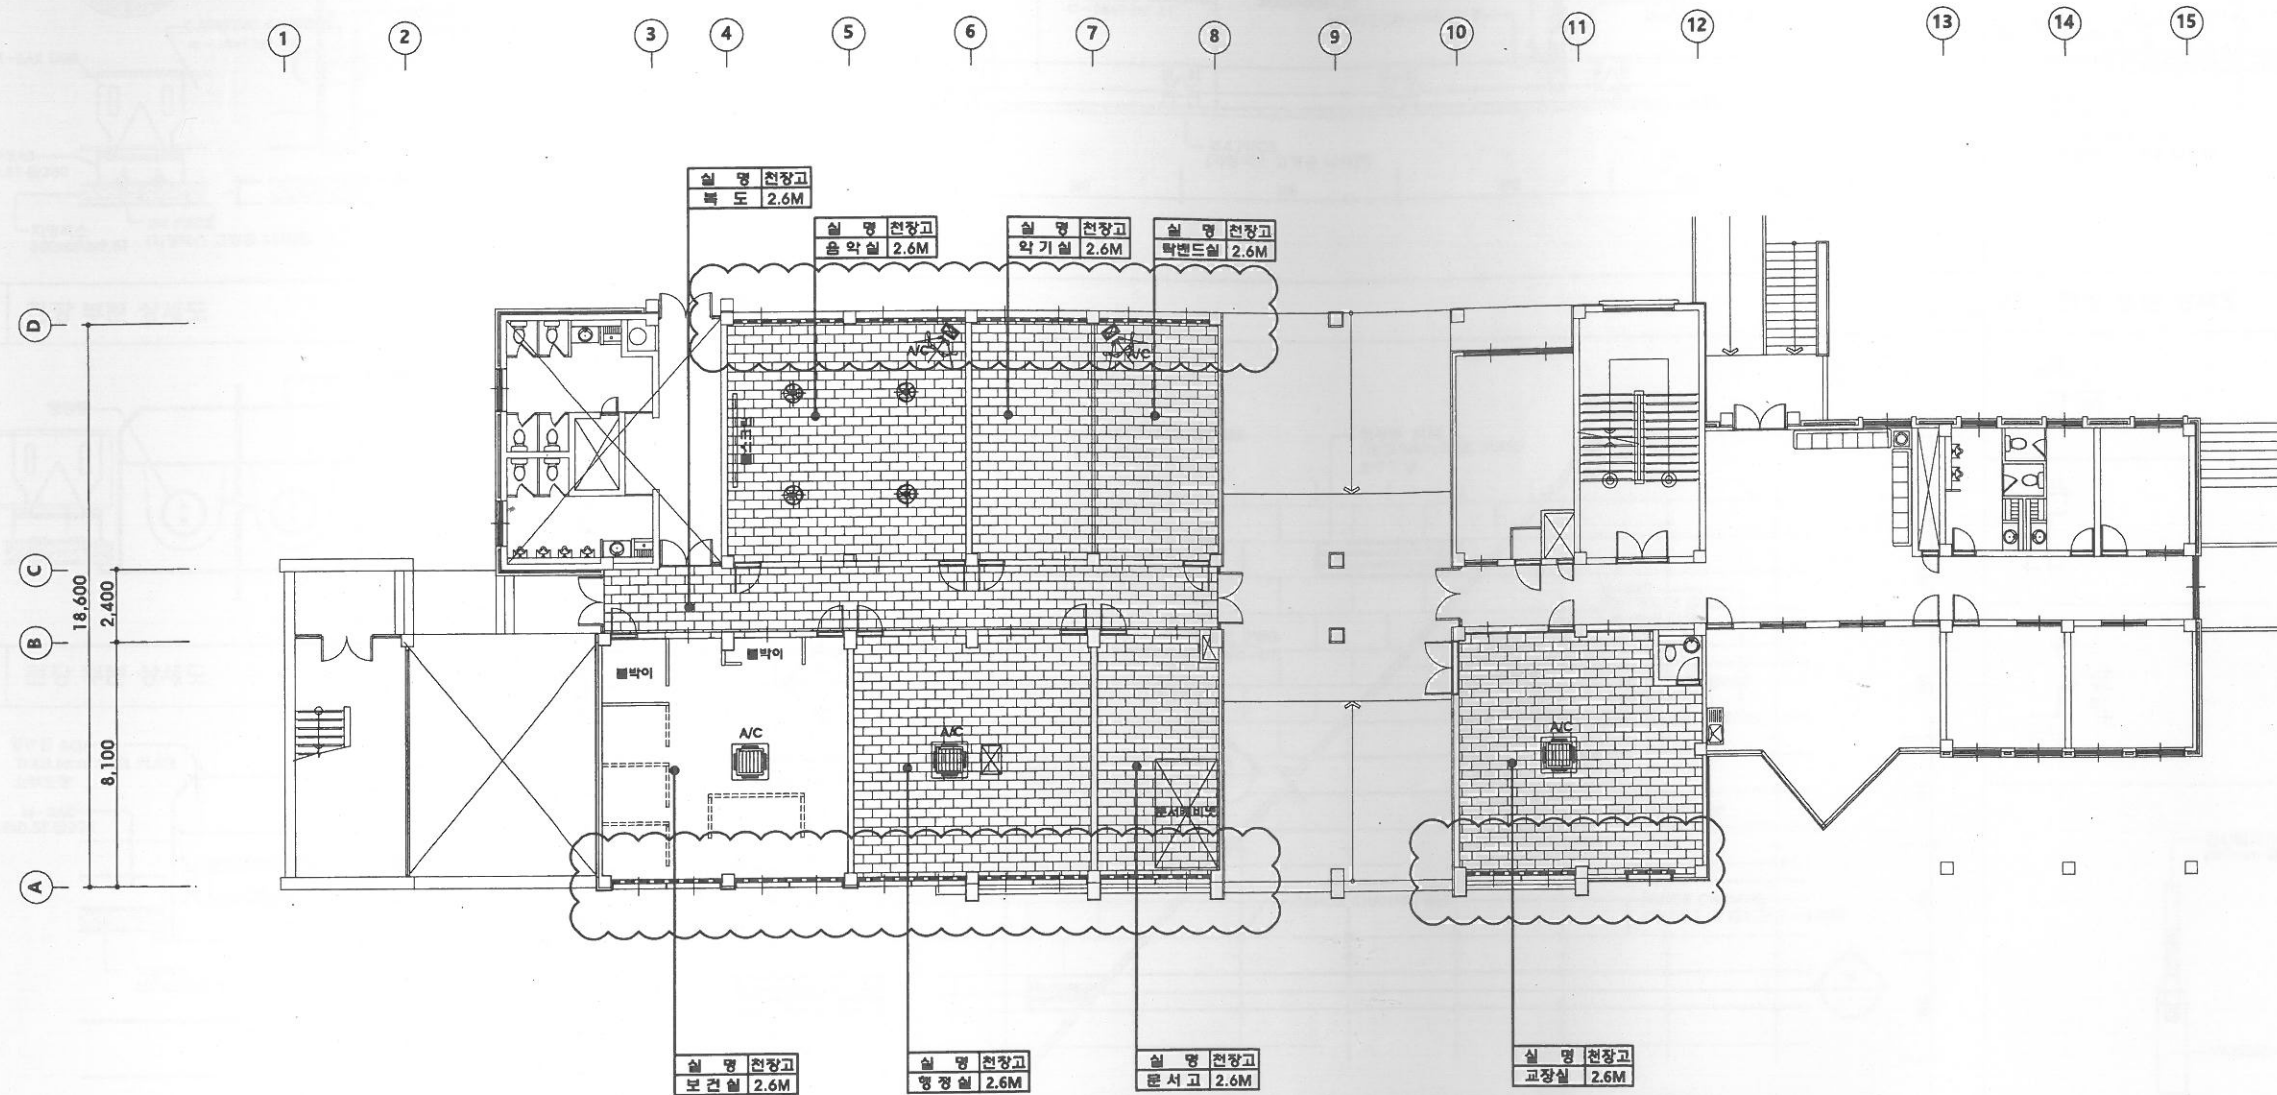 1 2 3 4 5 6 7 8 9 10 11 12 13 14 15
실 명 천장고
복 도 2.6M
실 명 천장고
음 악 실 2.6M
실 명 천장고
악 기 실 2.6M
실 명 천장고
락밴드실 2.6M
D
A/C
A/C
C
18,600
2,400
B
붙박이
붙박이
8,100
A/C
A/C
A/C
문서캐비넷
A
실 명 천장고
보 건 실 2.6M
실 명 천장고
행 정 실 2.6M
실 명 천장고
문 서 고 2.6M
실 명 천장고
교장실 2.6M